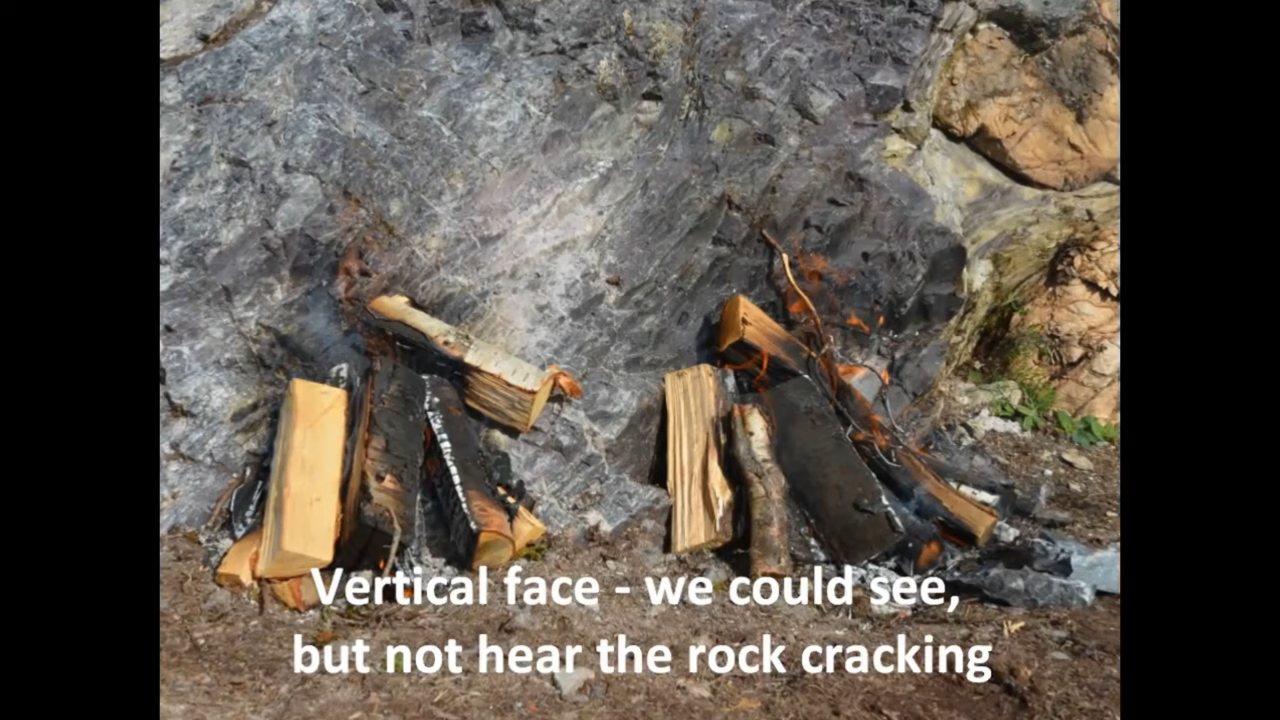 Vertical face - we could see,
but not hear the rock cracking